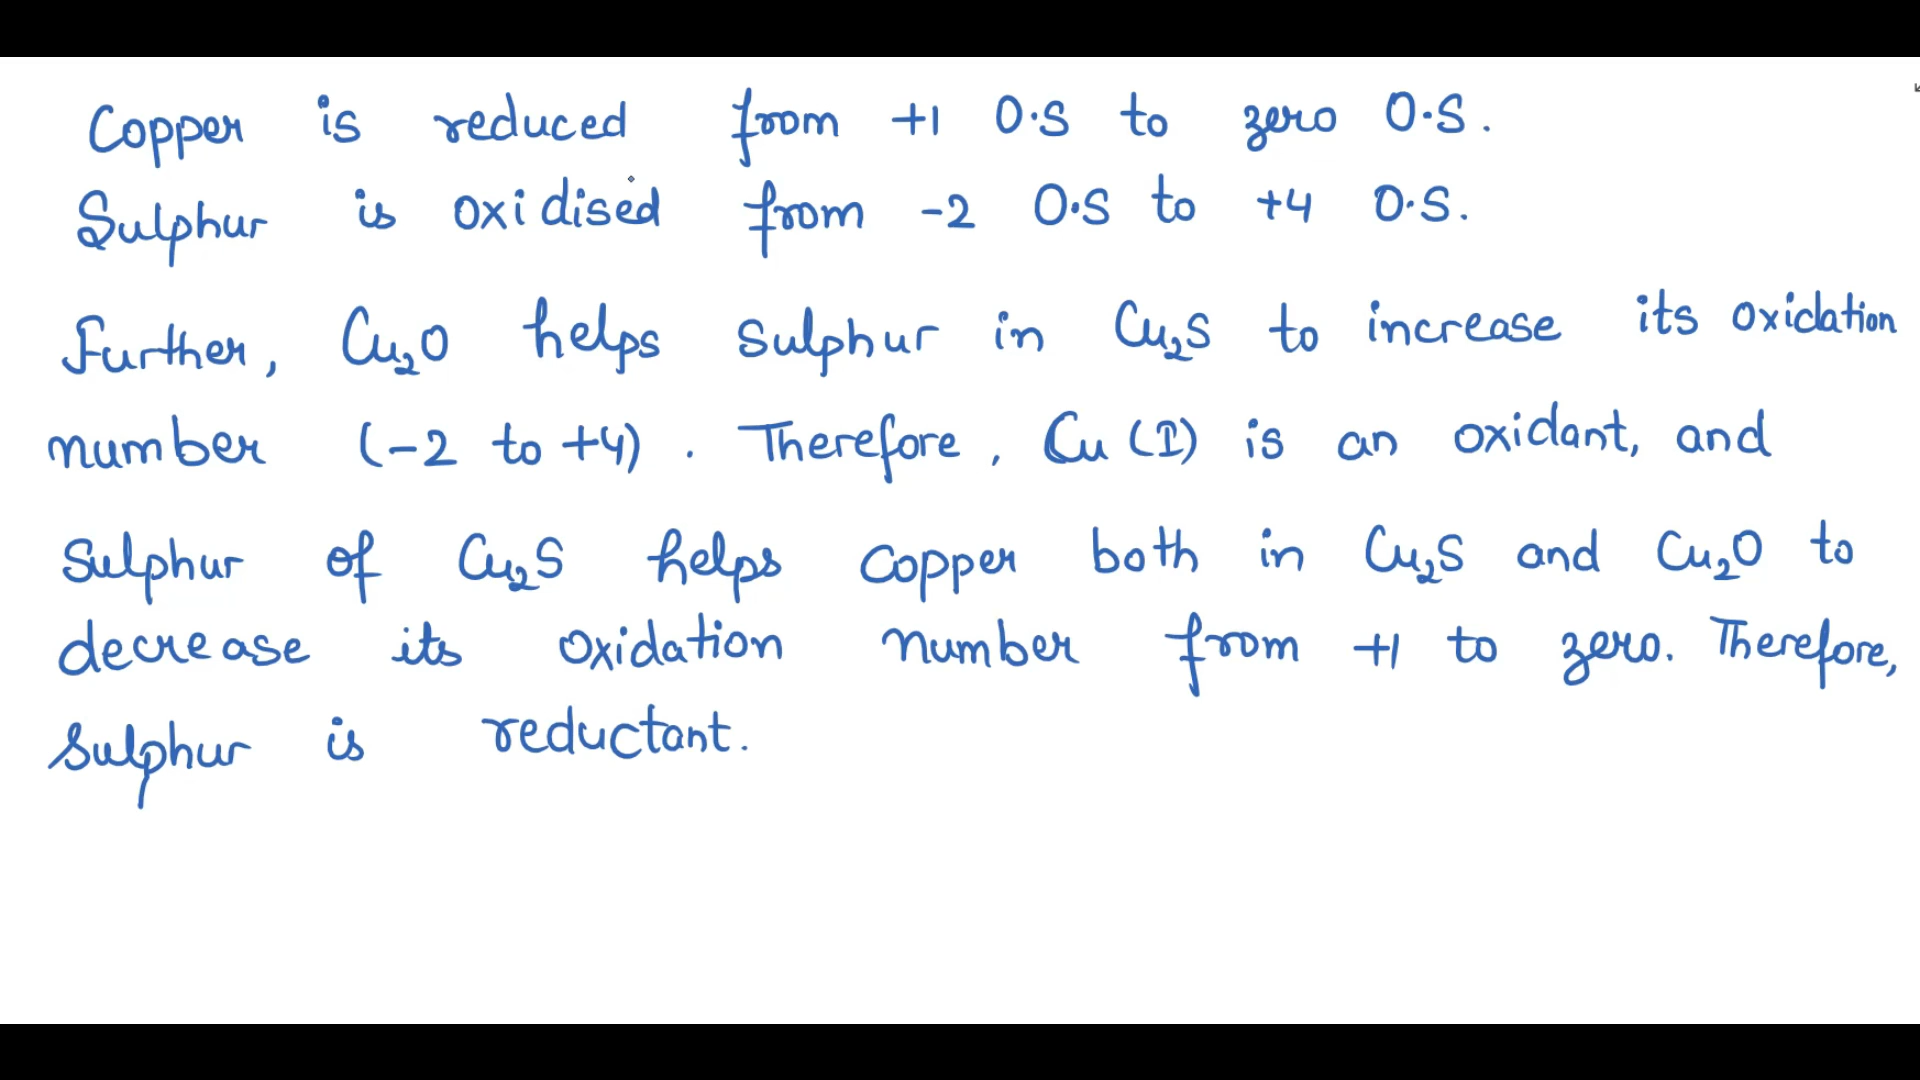 Copper is reduced from +1 O.S to zero O.S.
Sulphur is oxidised from -2 O.S to +4 O.S.
Further, Cu₂O helps sulphur in Cu₂S to increase its oxidation
number (-2 to +4). Therefore, Cu (I) is an oxidant, and
Sulphur of Cu₂S helps copper both in Cu₂S and Cu₂O to
decrease its oxidation number from +1 to zero. Therefore,
sulphur is reductant.